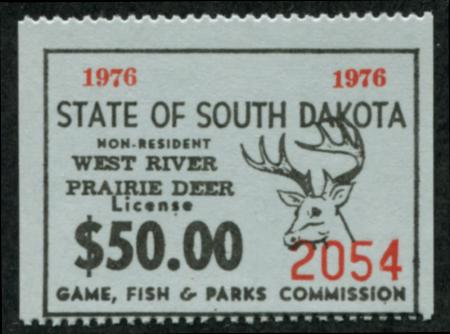 1976 1976
STATE OF SOUTH DAKOTA
NON-RESIDENT
WEST RIVER
PRAIRIE DEER
License
$50.00
2054
GAME, FISH & PARKS COMMISSION